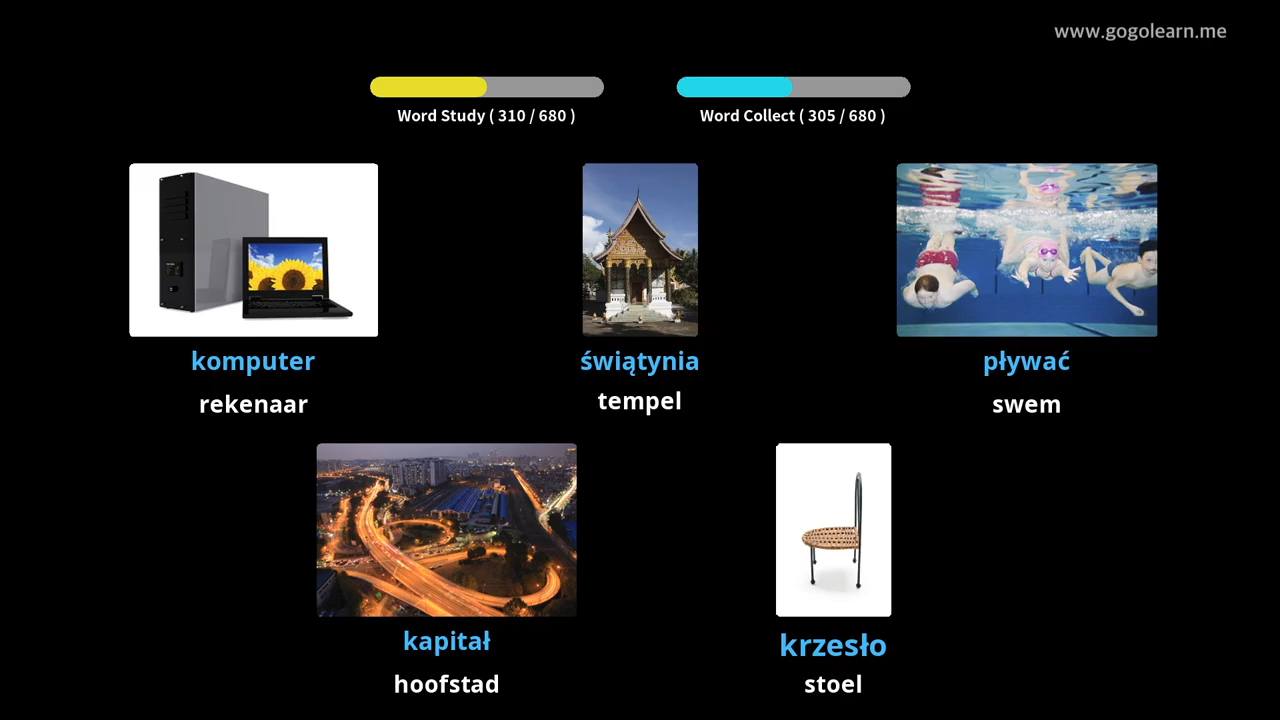 www.gogolearn.me
Word Study ( 310 / 680 )
Word Collect ( 305 / 680 )
komputer
świątynia
pływać
rekenaar
tempel
swem
kapitał
krzesło
hoofstad
stoel